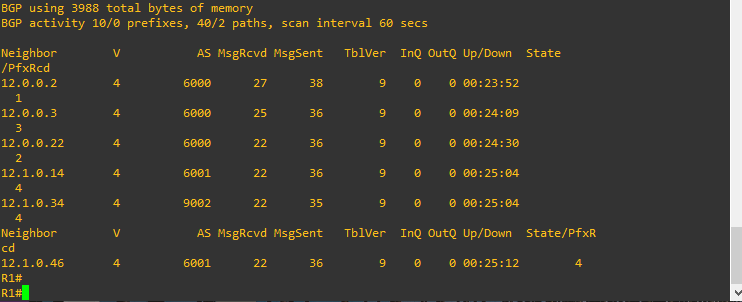 BGP using 3988 total bytes of memory
BGP activity 10/0 prefixes, 40/2 paths, scan interval 60 secs
Neighbor V AS MsgRcvd MsgSent TblVer InQ OutQ Up/Down State
/PfxRcd
12.0.0.2 4 6000 27 38 9 0 0 00:23:52
1
12.0.0.3 4 6000 25 36 9 0 0 00:24:09
3
12.0.0.22 4 6000 22 36 9 0 0 00:24:30
2
12.1.0.14 4 6001 22 36 9 0 0 00:25:04
4
12.1.0.34 4 9002 22 35 9 0 0 00:25:04
4
Neighbor V AS MsgRcvd MsgSent TblVer InQ OutQ Up/Down State/PfxR
cd
12.1.0.46 4 6001 22 36 9 0 0 00:25:12 4
R1#
R1#